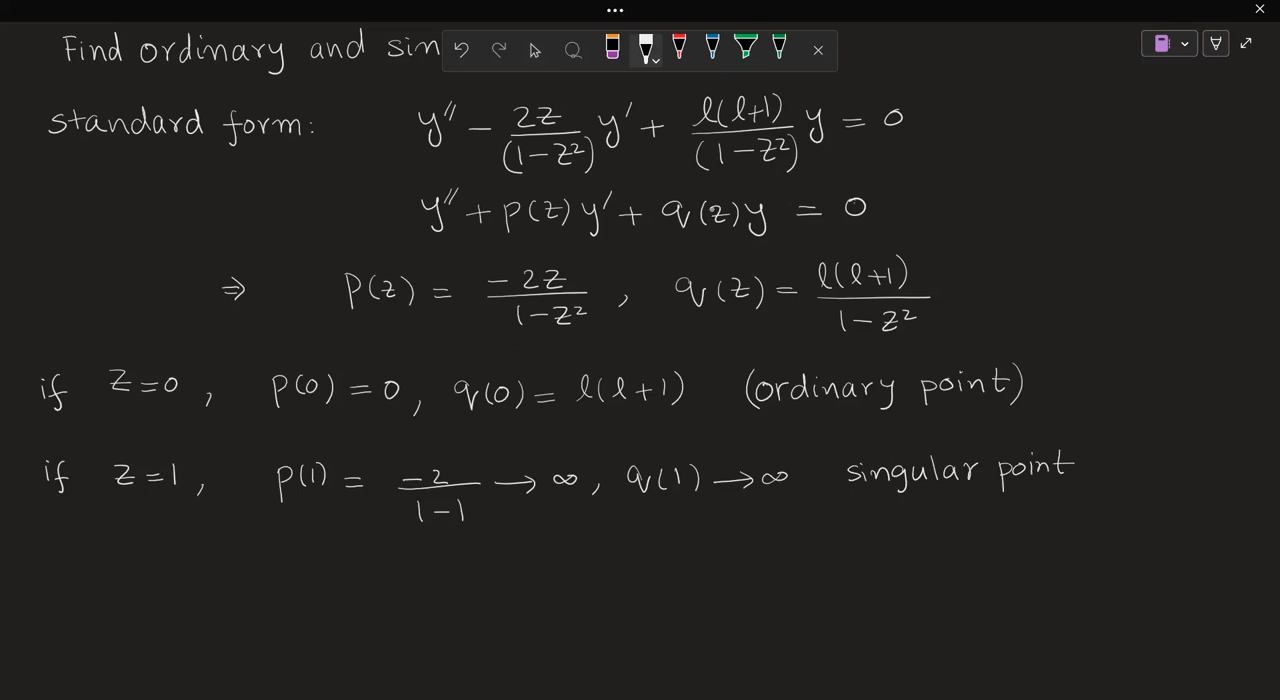 Find ordinary and sin
standard form: y″ − 2z/(1−z²) y′ + l(l+1)/(1−z²) y = 0
y″ + p(z) y′ + q(z) y = 0
⇒ P(z) = −2z/1−z² , q(z) = l(l+1)/1−z²
if z=0 , p(0) = 0 , q(0) = l(l+1) (ordinary point)
if z=1 , p(1) = −2/1−1 → ∞ , q(1) → ∞ singular point